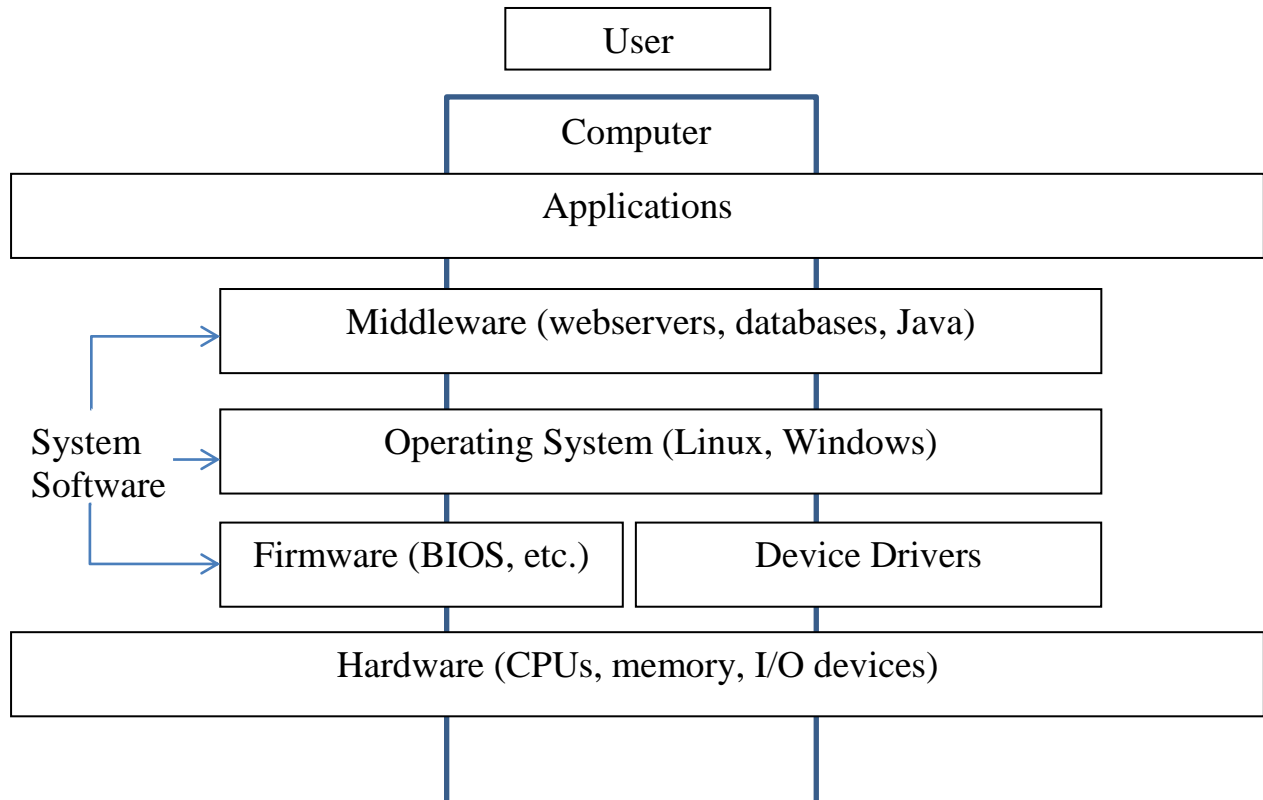 User
Computer
Applications
Middleware (webservers, databases, Java)
Operating System (Linux, Windows)
System
Software
Firmware (BIOS, etc.)
Device Drivers
Hardware (CPUs, memory, I/O devices)